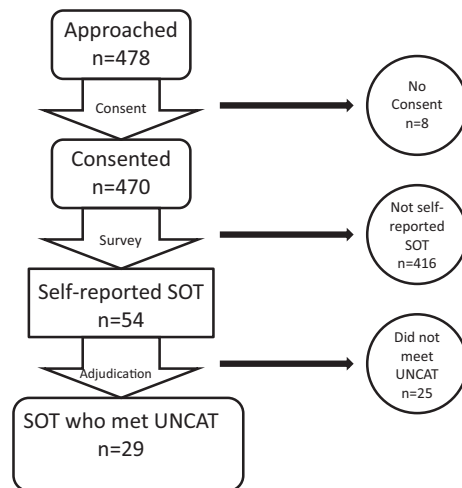 Approached
n=478
Consent
No
Consent
n=8
Consented
n=470
Survey
Not self-
reported
SOT
n=416
Self-reported SOT
n=54
Adjudication
Did not
meet
UNCAT
n=25
SOT who met UNCAT
n=29